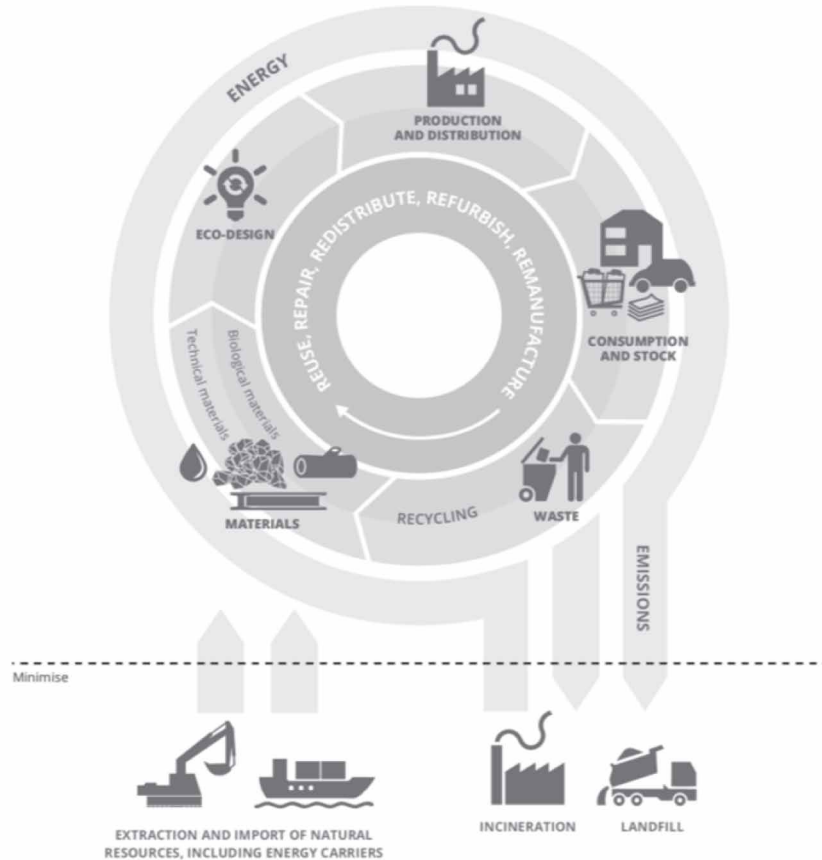 ENERGY
PRODUCTION
AND DISTRIBUTION
ECO-DESIGN
REUSE, REPAIR, REDISTRIBUTE, REFURBISH, REMANUFACTURE
CONSUMPTION
AND STOCK
Technical materials
Biological materials
MATERIALS
RECYCLING
WASTE
EMISSIONS
Minimise
EXTRACTION AND IMPORT OF NATURAL
RESOURCES, INCLUDING ENERGY CARRIERS
INCINERATION
LANDFILL